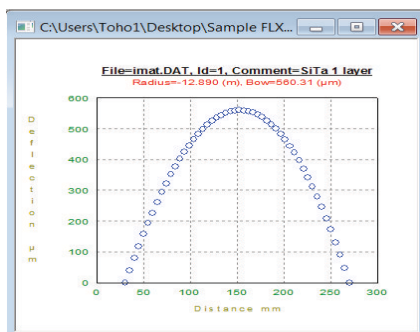 C:\Users\Toho1\Desktop\Sample FLX...
File=imat.DAT, Id=1, Comment=SiTa 1 layer
Radius=-12.890 (m), Bow=560.31 (µm)
600
500
400
300
200
100
0
Deflection µm
0 50 100 150 200 250 300
Distance mm